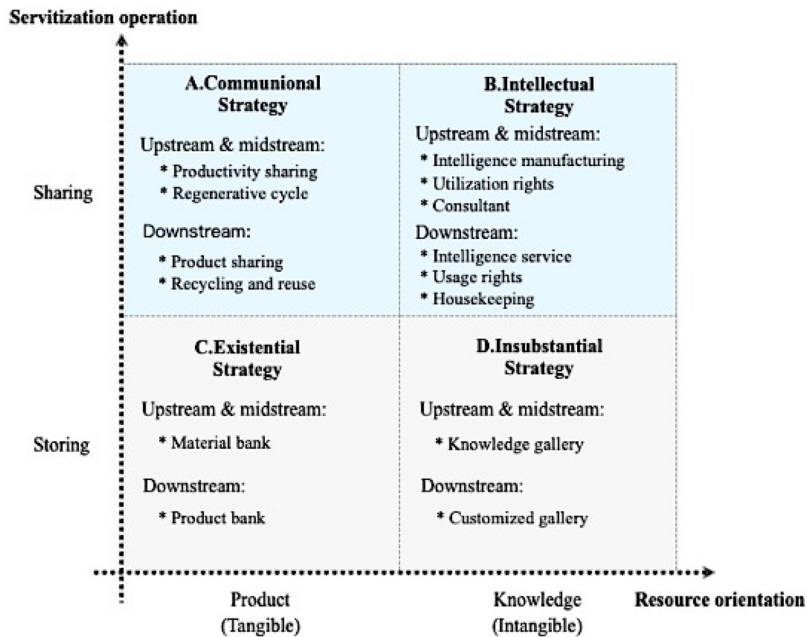 Servitization operation
A.Communional
Strategy
Upstream & midstream:
* Productivity sharing
* Regenerative cycle
Downstream:
* Product sharing
* Recycling and reuse
B.Intellectual
Strategy
Upstream & midstream:
* Intelligence manufacturing
* Utilization rights
* Consultant
Downstream:
* Intelligence service
* Usage rights
* Housekeeping
Sharing
C.Existential
Strategy
Upstream & midstream:
* Material bank
Downstream:
* Product bank
D.Insubstantial
Strategy
Upstream & midstream:
* Knowledge gallery
Downstream:
* Customized gallery
Storing
Product
(Tangible)
Knowledge
(Intangible)
Resource orientation